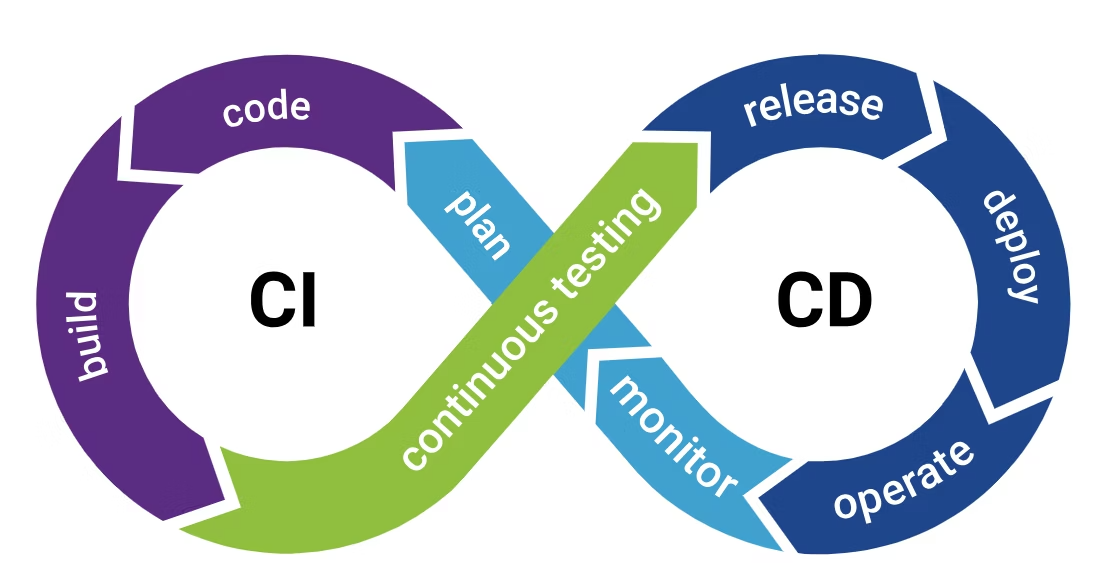 code
release
plan
deploy
CI
CD
build
continuous testing
monitor
operate